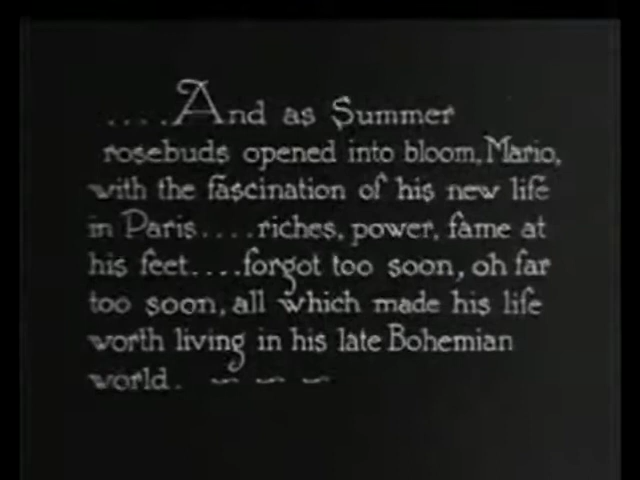 ....And as Summer
rosebuds opened into bloom, Mario,
with the fascination of his new life
in Paris....riches, power, fame at
his feet....forgot too soon, oh far
too soon, all which made his life
worth living in his late Bohemian
world. ~ ~ ~